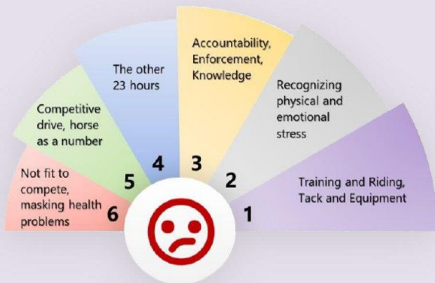 Accountability,
Enforcement,
Knowledge
The other
23 hours
Recognizing
physical and
emotional
stress
Competitive
drive, horse
as a number
Not fit to
compete,
masking health
problems
Training and Riding,
Tack and Equipment
6
5
4
3
2
1